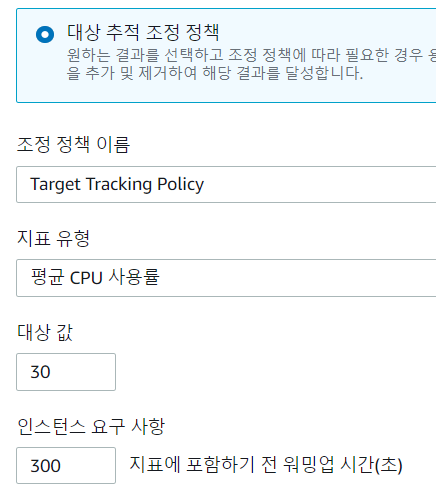 대상 추적 조정 정책
원하는 결과를 선택하고 조정 정책에 따라 필요한 경우
을 추가 및 제거하여 해당 결과를 달성합니다.
조정 정책 이름
Target Tracking Policy
지표 유형
평균 CPU 사용률
대상 값
30
인스턴스 요구 사항
300 지표에 포함하기 전 워밍업 시간(초)